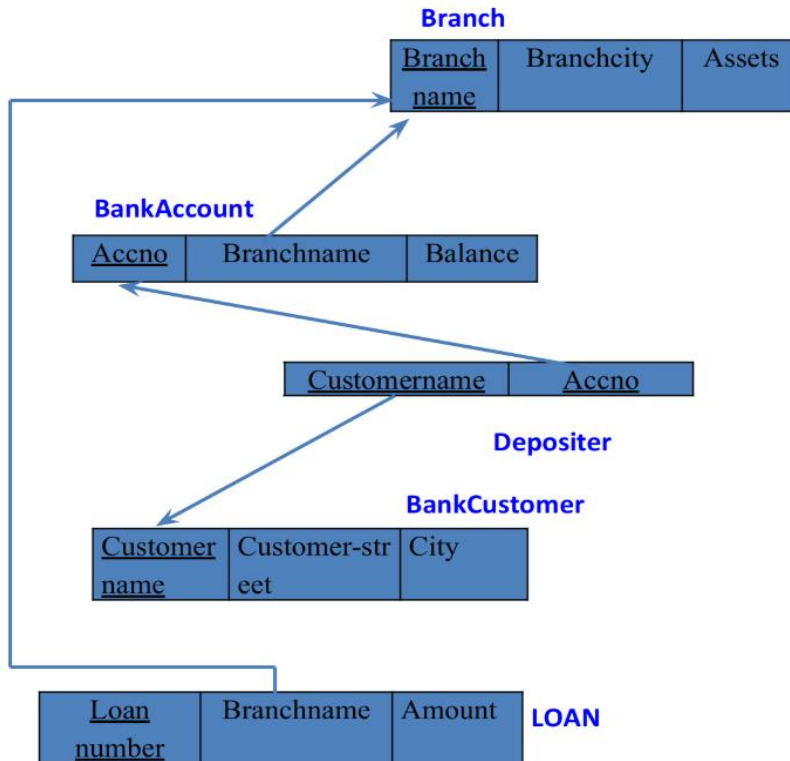 Branch
Branch Branchcity Assets
name
BankAccount
Accno Branchname Balance
Customername Accno
Depositer
BankCustomer
Customer Customer-str City
name eet
Loan Branchname Amount
number
LOAN